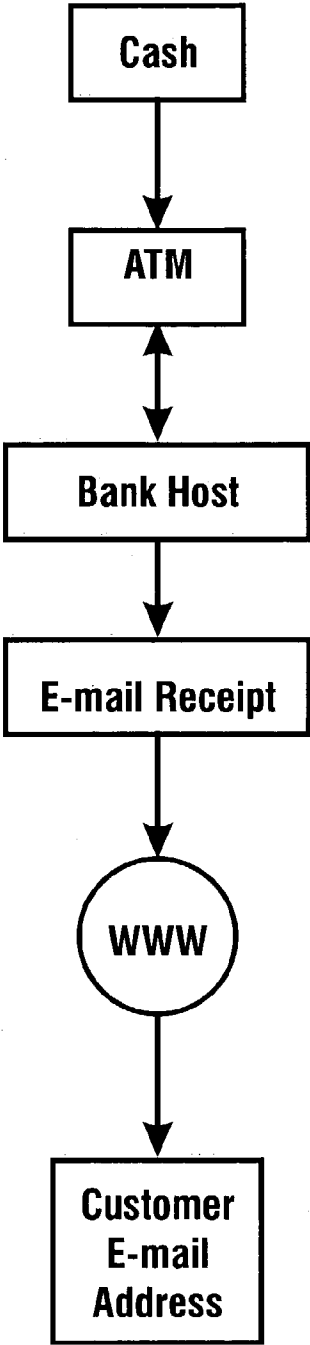 Cash
ATM
Bank Host
E-mail Receipt
WWW
Customer
E-mail
Address